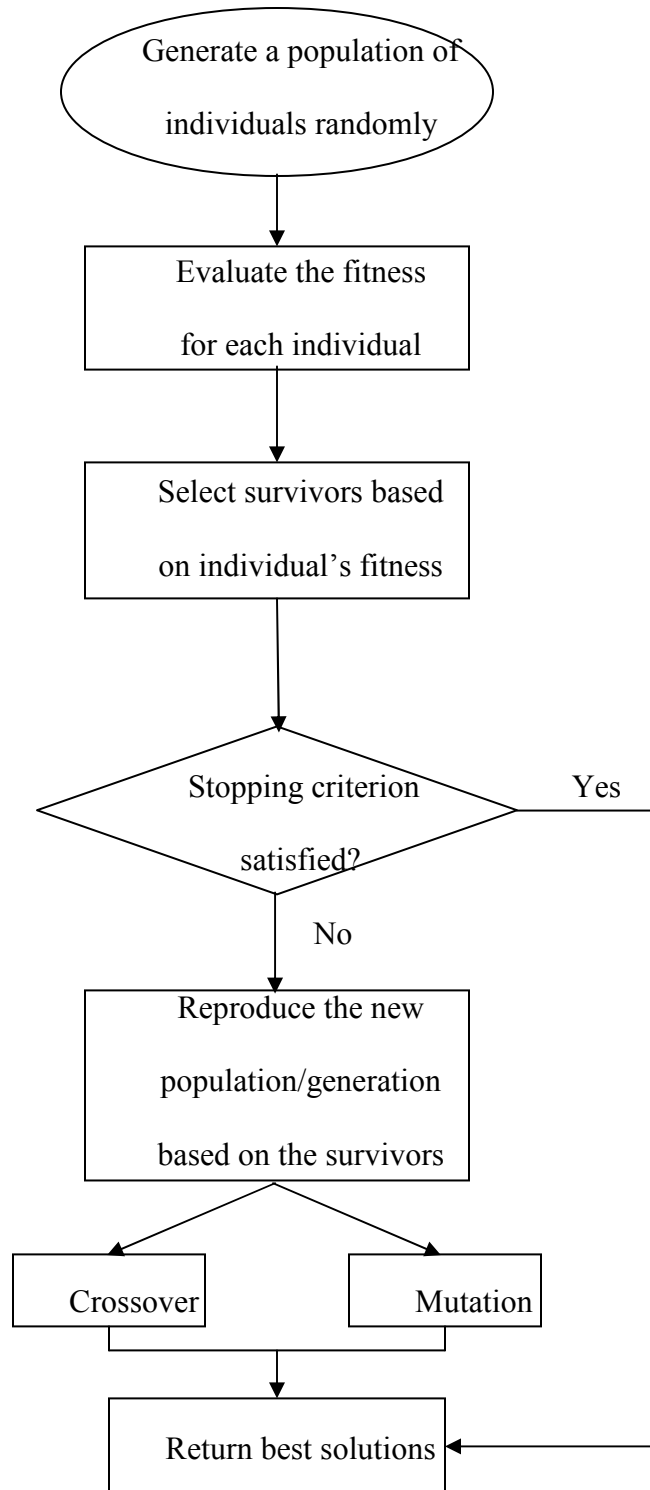 Generate a population of
individuals randomly
Evaluate the fitness
for each individual
Select survivors based
on individual’s fitness
Stopping criterion
satisfied?
Yes
No
Reproduce the new
population/generation
based on the survivors
Crossover
Mutation
Return best solutions